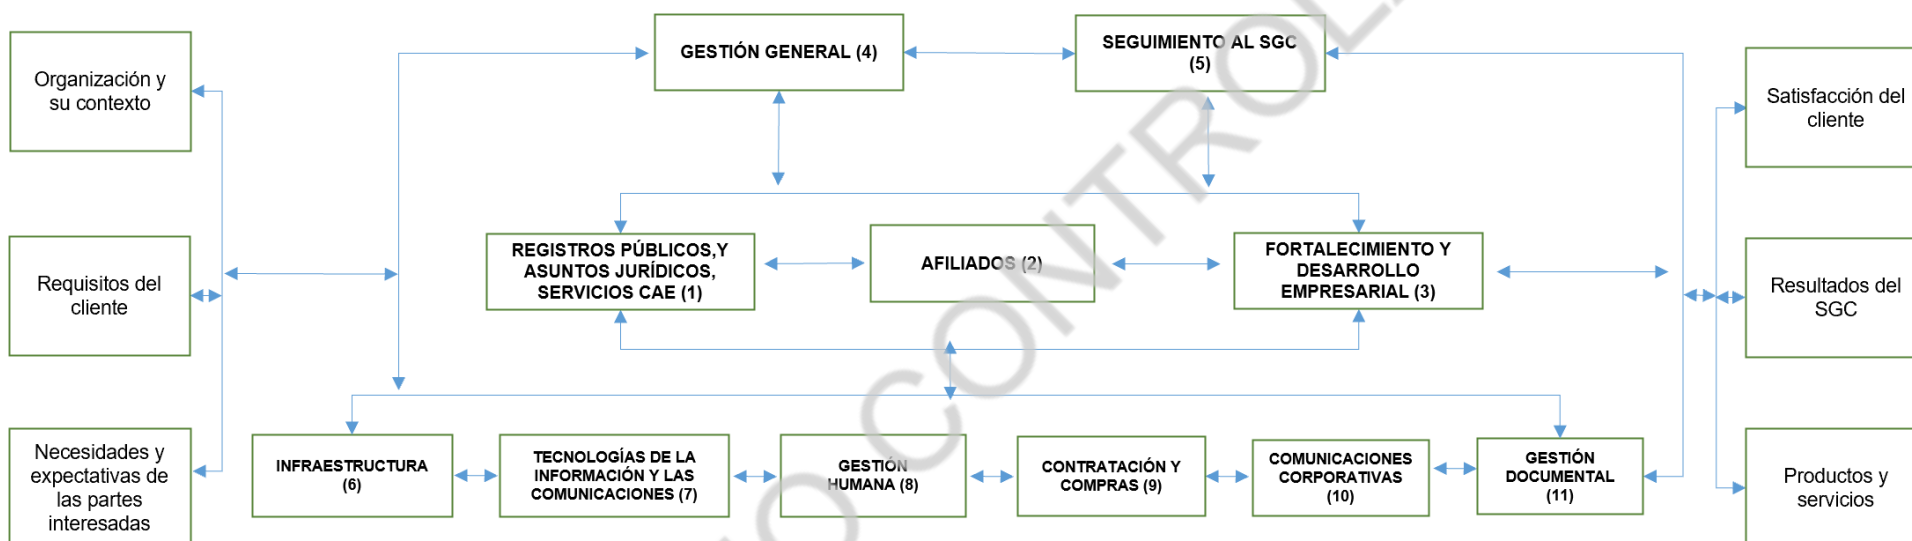 GESTIÓN GENERAL (4)
SEGUIMIENTO AL SGC
(5)
Organización y
su contexto
Satisfacción del
cliente
REGISTROS PÚBLICOS,Y
ASUNTOS JURÍDICOS,
SERVICIOS CAE (1)
AFILIADOS (2)
FORTALECIMIENTO Y
DESARROLLO
EMPRESARIAL (3)
Requisitos del
cliente
Resultados del
SGC
Necesidades y
expectativas de
las partes
interesadas
INFRAESTRUCTURA
(6)
TECNOLOGÍAS DE LA
INFORMACIÓN Y LAS
COMUNICACIONES (7)
GESTIÓN
HUMANA (8)
CONTRATACIÓN Y
COMPRAS (9)
COMUNICACIONES
CORPORATIVAS
(10)
GESTIÓN
DOCUMENTAL
(11)
Productos y
servicios
O CONTROL